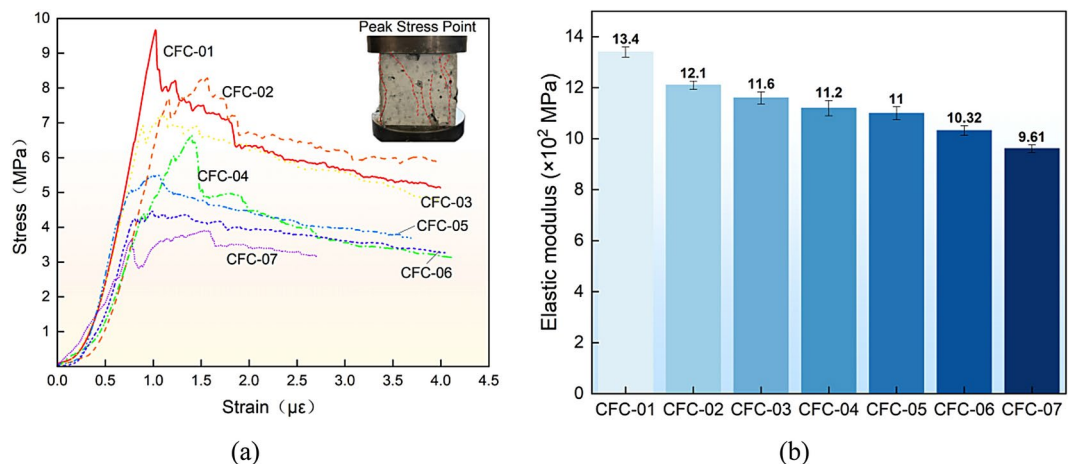 10
9
8
7
6
5
4
3
2
1
Stress（MPa）
0.0 0.5 1.0 1.5 2.0 2.5 3.0 3.5 4.0 4.5
Strain（με）
Peak Stress Point
CFC-01
CFC-02
CFC-04
CFC-03
CFC-05
CFC-07
CFC-06
(a)
14
12
10
8
6
4
2
0
Elastic modulus (×10² MPa)
13.4
12.1
11.6
11.2
11
10.32
9.61
CFC-01 CFC-02 CFC-03 CFC-04 CFC-05 CFC-06 CFC-07
(b)